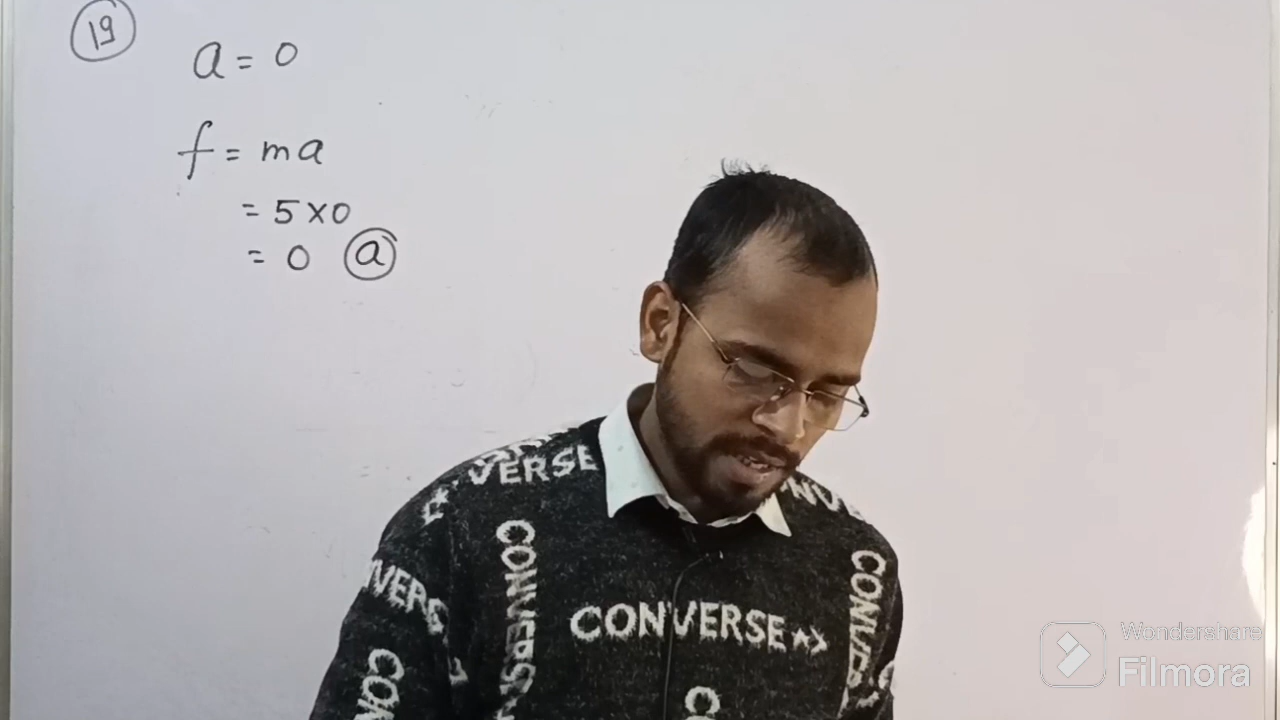 19
a = 0
f = ma
= 5 × 0
= 0 a
VERSE
CONVERSE
CONVERSE
Wondershare
Filmora